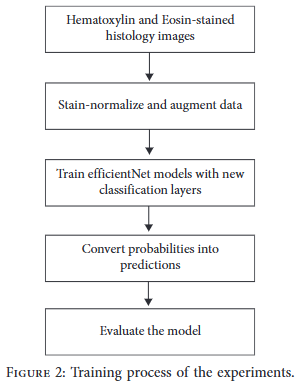 Hematoxylin and Eosin-stained
histology images
Stain-normalize and augment data
Train efficientNet models with new
classification layers
Convert probabilities into
predictions
Evaluate the model
FIGURE 2: Training process of the experiments.